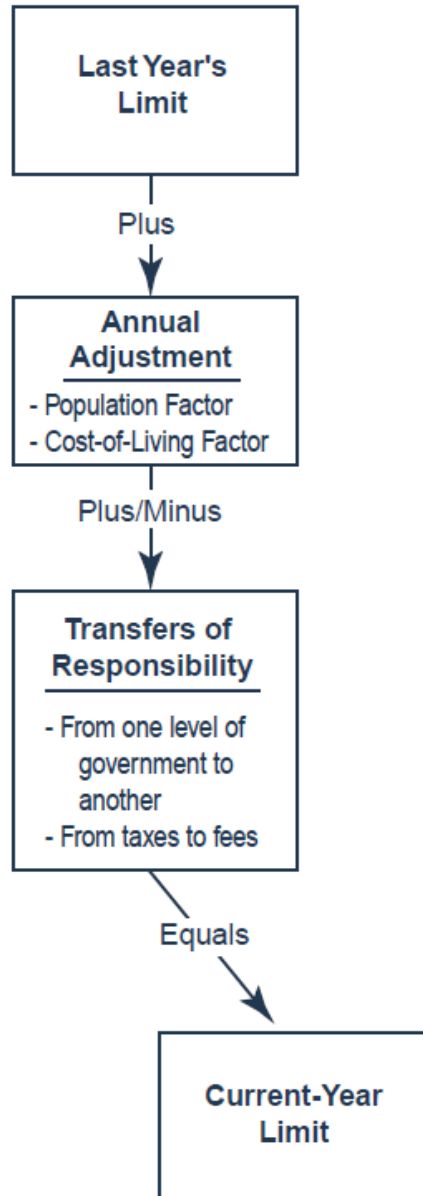 Last Year's
Limit
Plus
Annual
Adjustment
- Population Factor
- Cost-of-Living Factor
Plus/Minus
Transfers of
Responsibility
- From one level of
government to
another
- From taxes to fees
Equals
Current-Year
Limit